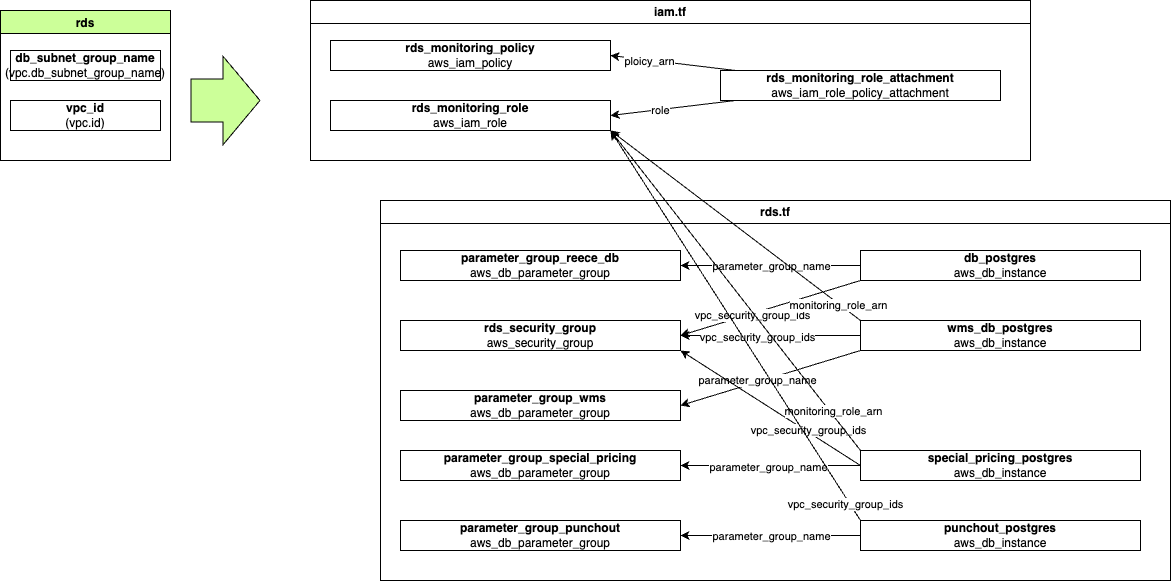 rds
db_subnet_group_name
(vpc.db_subnet_group_name)
vpc_id
(vpc.id)
iam.tf
rds_monitoring_policy
aws_iam_policy
ploicy_arn
rds_monitoring_role_attachment
aws_iam_role_policy_attachment
rds_monitoring_role
aws_iam_role
role
rds.tf
parameter_group_reece_db
aws_db_parameter_group
parameter_group_name
db_postgres
aws_db_instance
monitoring_role_arn
vpc_security_group_ids
rds_security_group
aws_security_group
vpc_security_group_ids
wms_db_postgres
aws_db_instance
parameter_group_name
parameter_group_wms
aws_db_parameter_group
monitoring_role_arn
vpc_security_group_ids
parameter_group_special_pricing
aws_db_parameter_group
parameter_group_name
special_pricing_postgres
aws_db_instance
vpc_security_group_ids
parameter_group_punchout
aws_db_parameter_group
parameter_group_name
punchout_postgres
aws_db_instance